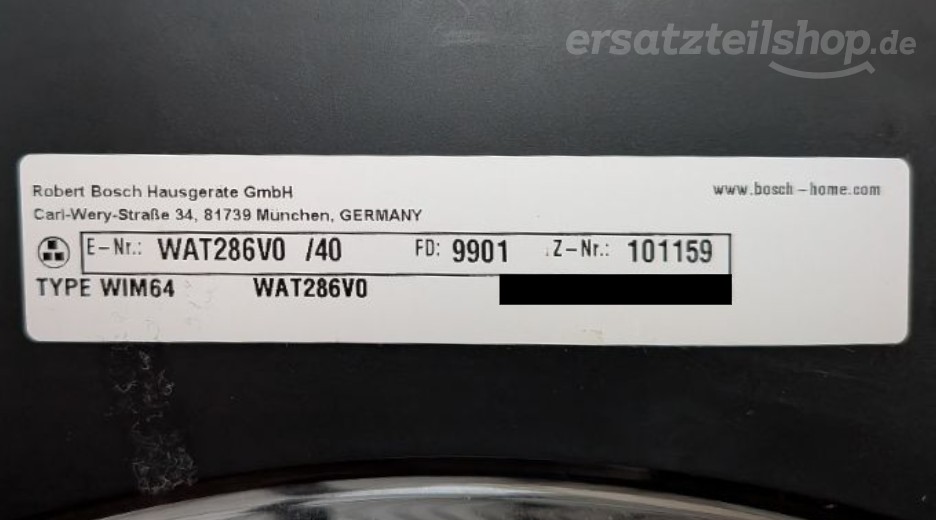 ersatzteilshop.de
Robert Bosch Hausgeräte GmbH
Carl-Wery-Straße 34, 81739 München, GERMANY
www.bosch-home.com
E-Nr.: WAT286V0 /40 FD: 9901 Z-Nr.: 101159
TYPE WIM64 WAT286V0